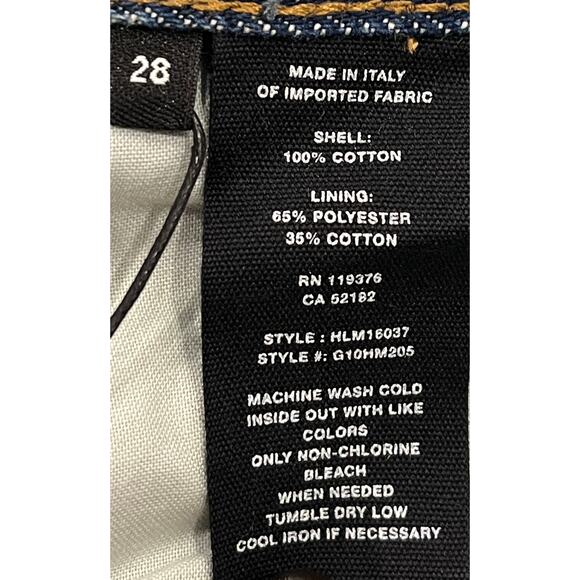 28
MADE IN ITALY
OF IMPORTED FABRIC
SHELL:
100% COTTON
LINING:
65% POLYESTER
35% COTTON
RN 119376
CA 52182
STYLE : HLM16037
STYLE #: G10HM205
MACHINE WASH COLD
INSIDE OUT WITH LIKE
COLORS
ONLY NON-CHLORINE
BLEACH
WHEN NEEDED
TUMBLE DRY LOW
COOL IRON IF NECESSARY